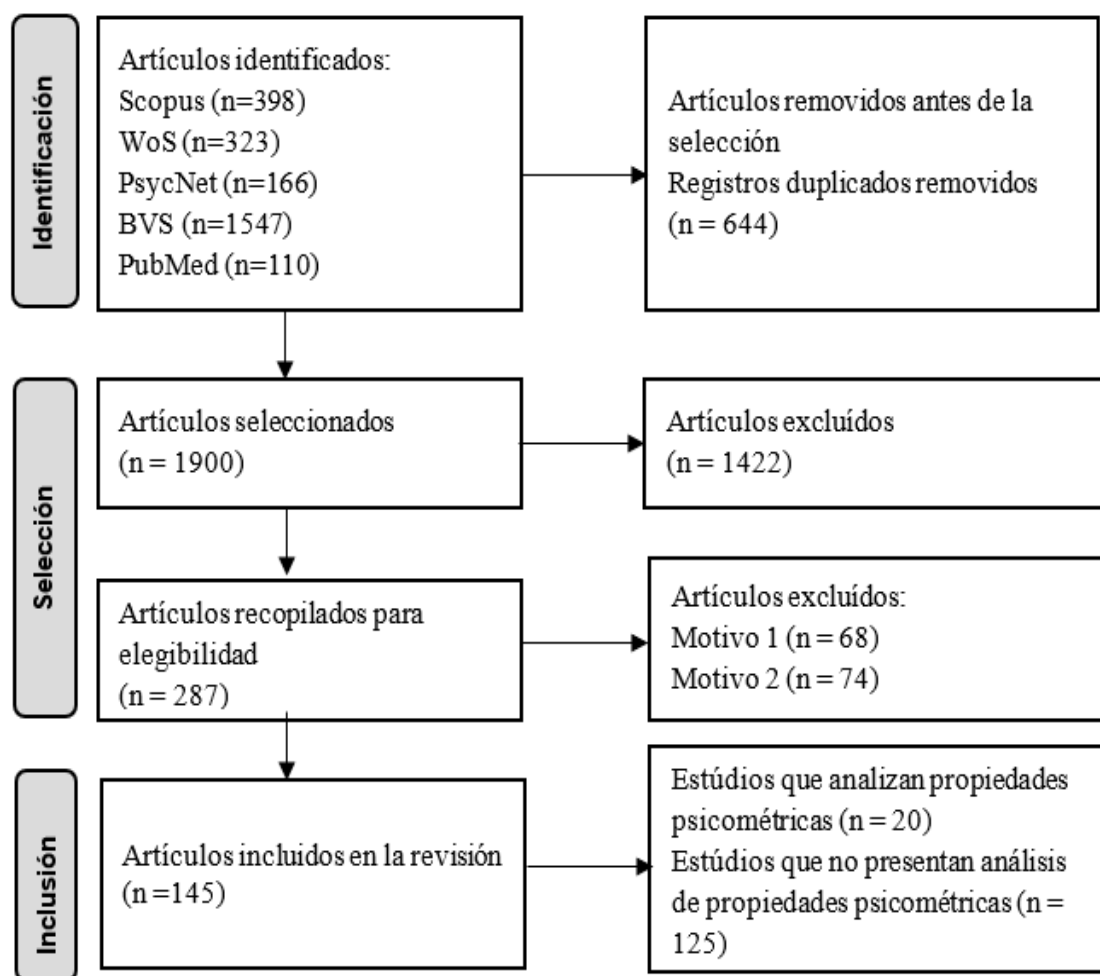 Identificación
Artículos identificados:
Scopus (n=398)
WoS (n=323)
PsycNet (n=166)
BVS (n=1547)
PubMed (n=110)
Artículos removidos antes de la
selección
Registros duplicados removidos
(n = 644)
Selección
Artículos seleccionados
(n = 1900)
Artículos excluídos
(n = 1422)
Artículos recopilados para
elegibilidad
(n = 287)
Artículos excluídos:
Motivo 1 (n = 68)
Motivo 2 (n = 74)
Inclusión
Artículos incluidos en la revisión
(n =145)
Estúdios que analizan propiedades
psicométricas (n = 20)
Estúdios que no presentan análisis
de propiedades psicométricas (n =
125)